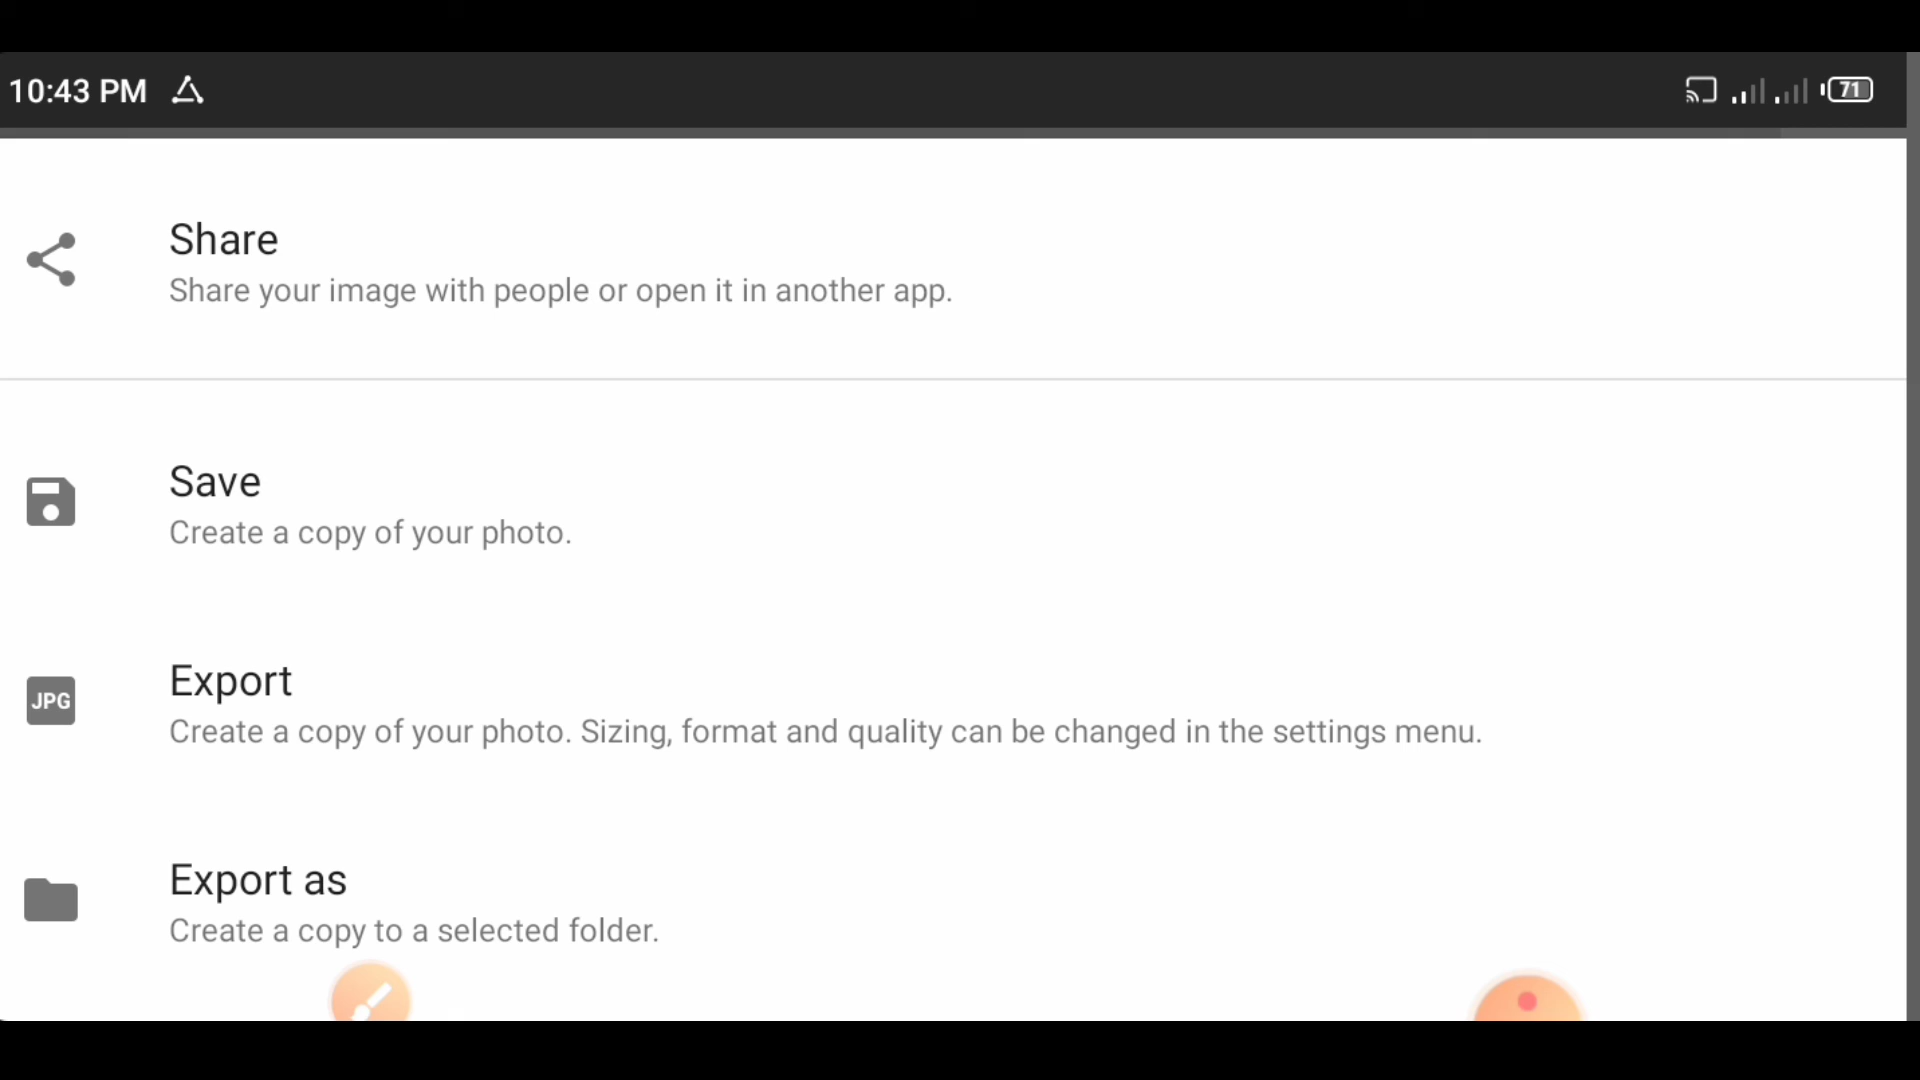 10:43 PM
71
Share
Share your image with people or open it in another app.
Save
Create a copy of your photo.
JPG
Export
Create a copy of your photo. Sizing, format and quality can be changed in the settings menu.
Export as
Create a copy to a selected folder.